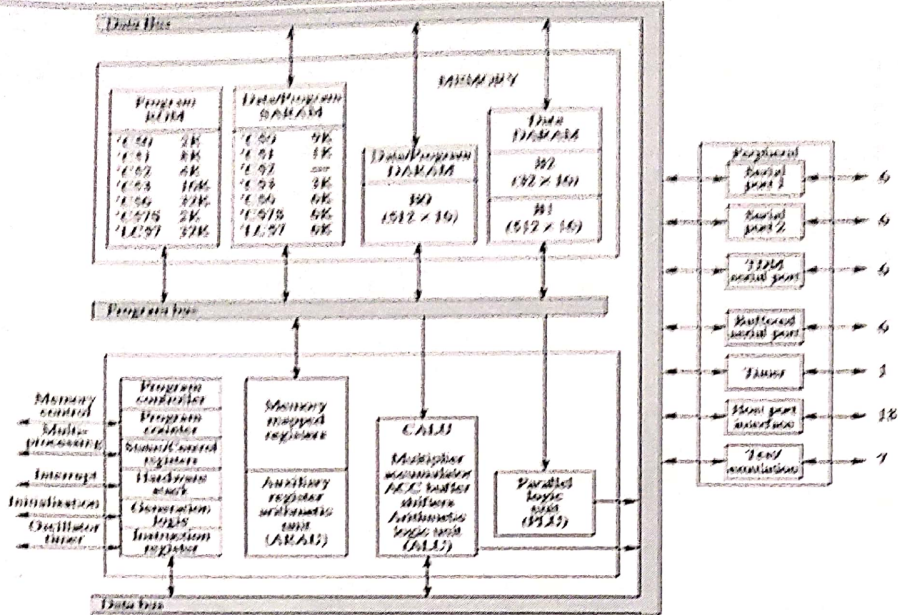 Data Bus
MEMORY
Program
ROM
'C50 2K
'C51 8K
'C52 4K
'C53 16K
'C56 32K
'C57S 2K
'LC57 32K
Data/Program
SARAM
'C50 9K
'C51 1K
'C52
'C53 3K
'C56 6K
'C57S 6K
'LC57 6K
Data/Program
DARAM
B0
(512 × 16)
Data
DARAM
B2
(32 × 16)
B1
(512 × 16)
Program bus
Memory
control
Multi-
processing
Interrupt
Initialization
Oscillator
timer
Program
controller
Program
counter
Status/Control
registers
Hardware
stack
Generation
logic
Instruction
register
Memory
mapped
registers
Auxiliary
register
arithmetic
unit
(ARAU)
CALU
Multiplier
accumulator
ACC buffer
shifters
Arithmetic
logic unit
(ALU)
Parallel
logic
unit
(PLU)
Data bus
Peripheral
Serial
port 1
6
Serial
port 2
6
TDM
serial port
6
Buffered
serial port
6
Timer
1
Host port
interface
18
Test/
emulation
7